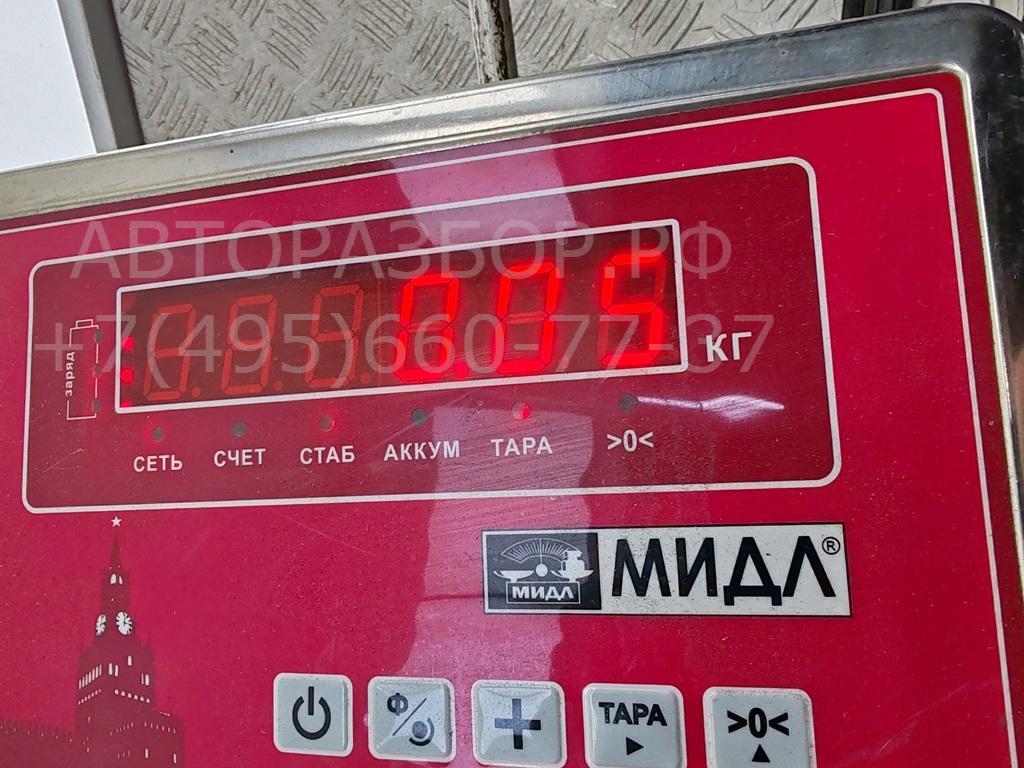 АВТОРАЗБОР.РФ
+7(495)660-77-37
0.05
кг
заряд
СЕТЬ СЧЕТ СТАБ АККУМ ТАРА >0<
МИДЛ МИДЛ®
Ф + ТАРА >0<